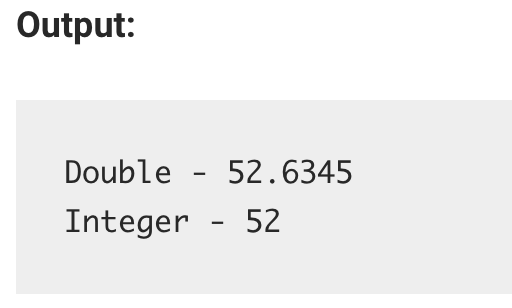 Output:
Double - 52.6345
Integer - 52